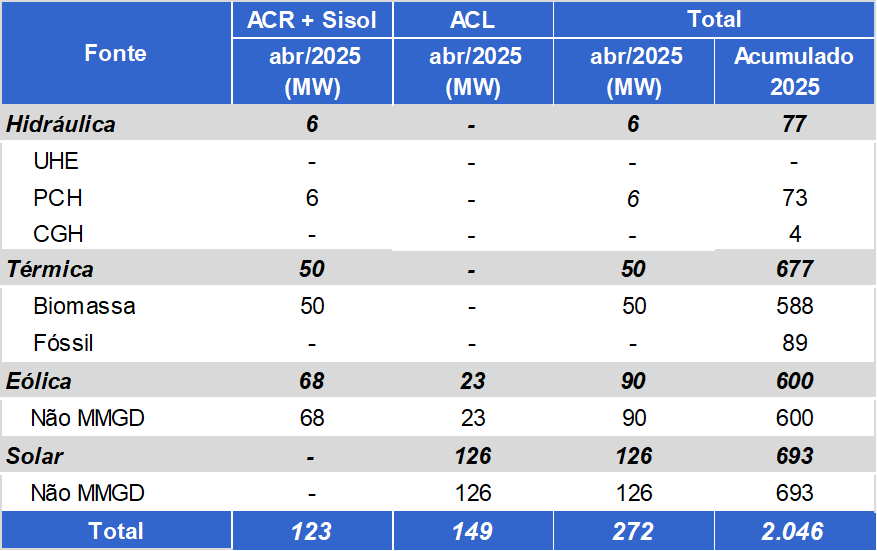 Fonte ACR + Sisol ACL Total
abr/2025 (MW) abr/2025 (MW) abr/2025 (MW) Acumulado 2025
Hidráulica 6 - 6 77
UHE - - - -
PCH 6 - 6 73
CGH - - - 4
Térmica 50 - 50 677
Biomassa 50 - 50 588
Fóssil - - - 89
Eólica 68 23 90 600
Não MMGD 68 23 90 600
Solar - 126 126 693
Não MMGD - 126 126 693
Total 123 149 272 2.046